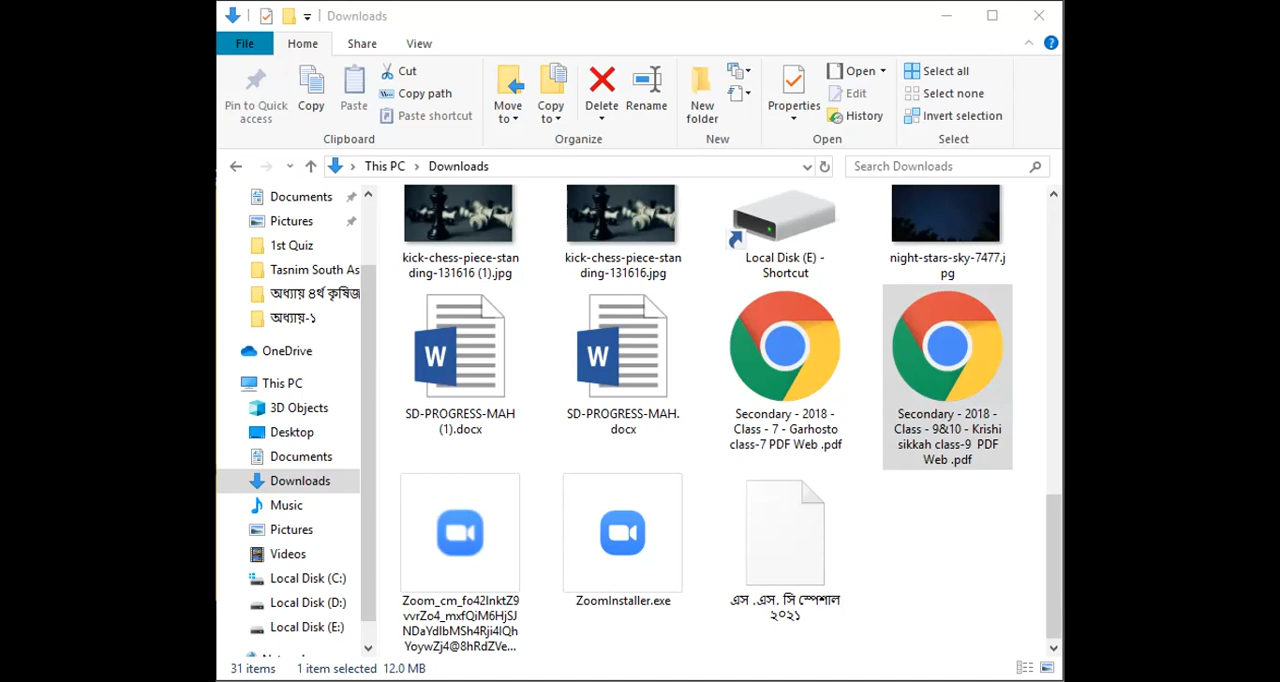 Downloads
File
Home
Share
View
Pin to Quick
access
Copy
Paste
Cut
Copy path
Paste shortcut
Clipboard
Move
to
Copy
to
Delete
Rename
Organize
New
folder
New
Properties
Open
Edit
History
Open
Select all
Select none
Invert selection
Select
This PC
Downloads
Search Downloads
Documents
Pictures
1st Quiz
Tasnim South As
অধ্যায় ৪র্থ কৃষিজ
অধ্যায়-১
OneDrive
This PC
3D Objects
Desktop
Documents
Downloads
Music
Pictures
Videos
Local Disk (C:)
Local Disk (D:)
Local Disk (E:)
kick-chess-piece-stan
ding-131616 (1).jpg
kick-chess-piece-stan
ding-131616.jpg
Local Disk (E) -
Shortcut
night-stars-sky-7477.j
pg
W
SD-PROGRESS-MAH
(1).docx
W
SD-PROGRESS-MAH.
docx
Secondary - 2018 -
Class - 7 - Garhosto
class-7 PDF Web .pdf
Secondary - 2018 -
Class - 9&10 - Krishi
sikkah class-9 PDF
Web .pdf
Zoom_cm_fo42lnktZ9
vvrZo4_mxfQiM6HjSJ
NDaYdIbMSh4Rji4lQh
YoywZj4@8hRdZVe...
ZoomInstaller.exe
এস .এস. সি স্পেশাল
২০২১
31 items
1 item selected 12.0 MB